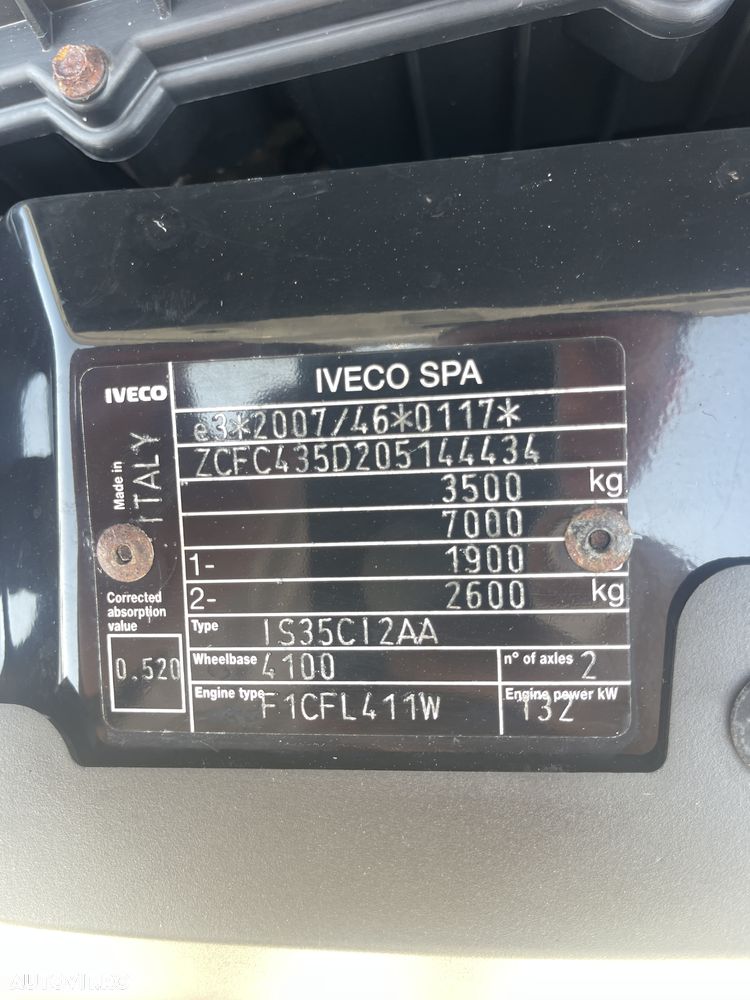 IVECO SPA
IVECO
Made in
ITALY
e3*2007/46*0117*
ZCFC435D205144434
3500 kg
7000
1- 1900
2- 2600 kg
Corrected
absorption
value
0.520
Type IS35CI2AA
Wheelbase 4100 n° of axles 2
Engine type F1CFL411W Engine power kW 132
AUTOVIT.RO